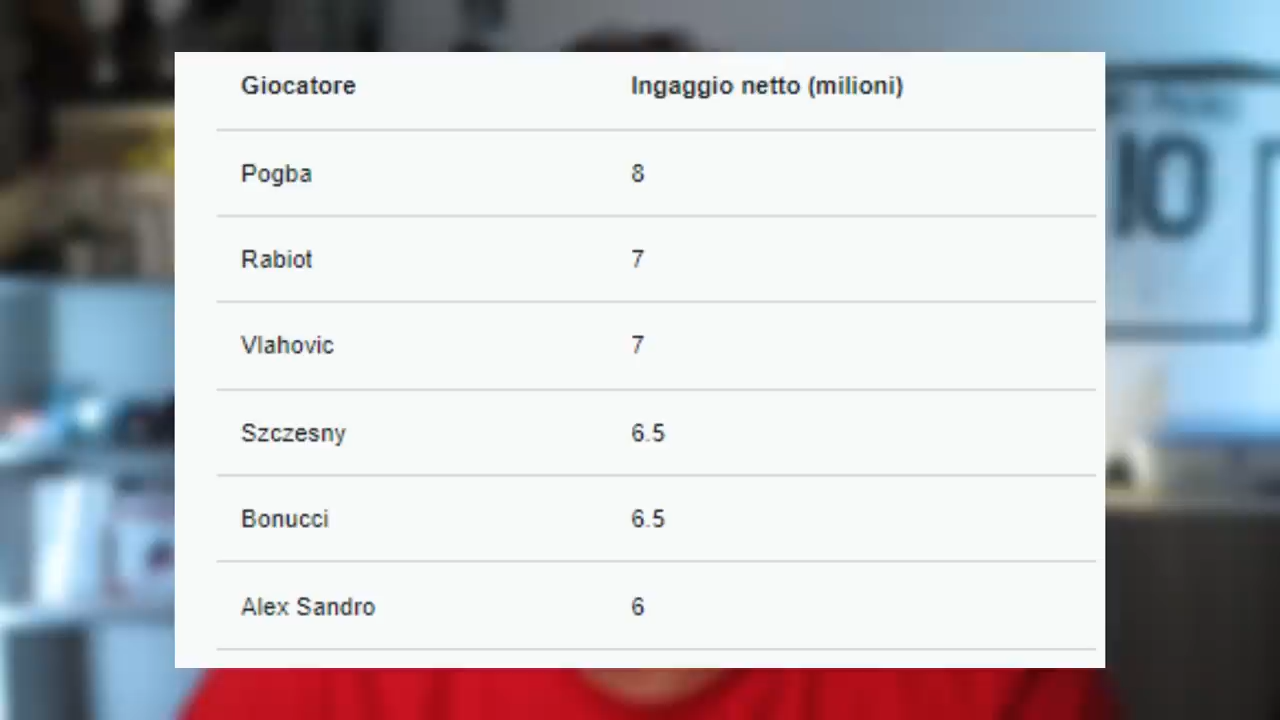 Giocatore Ingaggio netto (milioni)
Pogba 8
Rabiot 7
Vlahovic 7
Szczesny 6.5
Bonucci 6.5
Alex Sandro 6
10